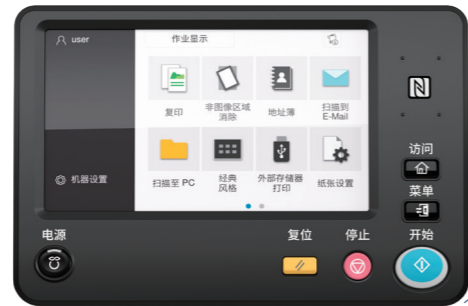 user
作业显示
复印
非图像区域
消除
地址簿
扫描到
E-Mail
扫描至 PC
经典
风格
外部存储器
打印
纸张设置
机器设置
访问
菜单
电源
复位
停止
开始